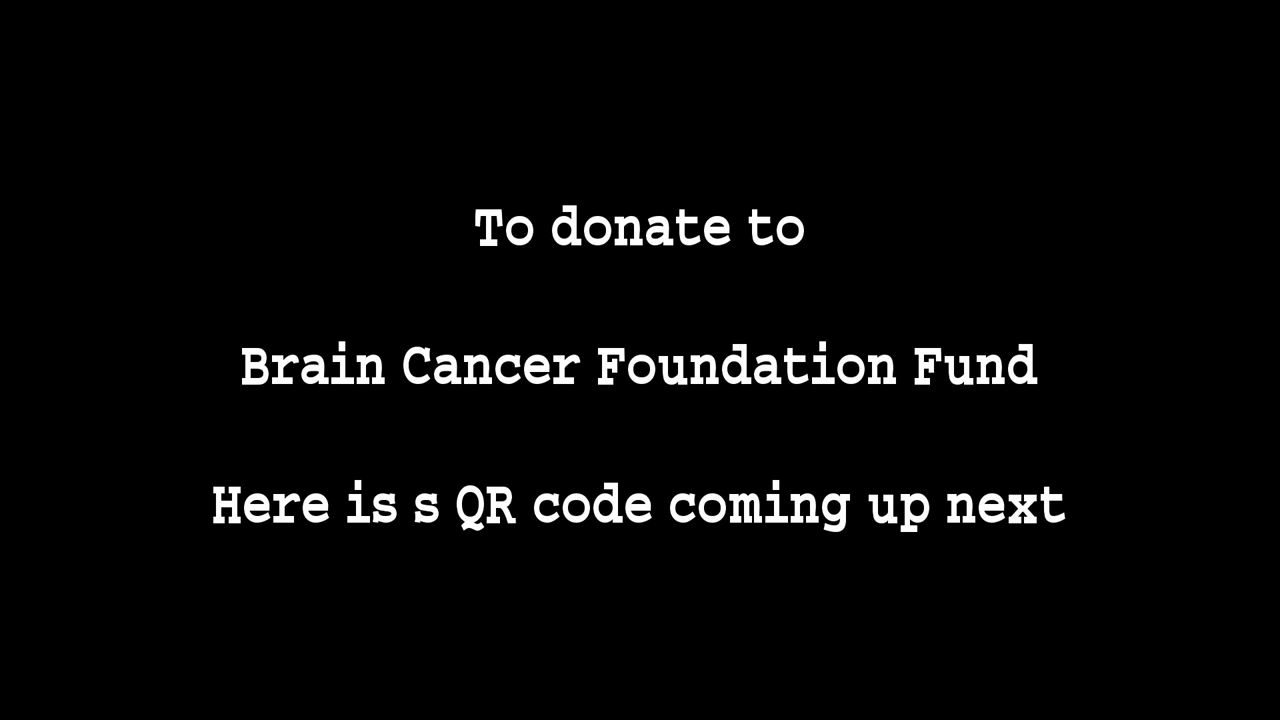 To donate to
Brain Cancer Foundation Fund
Here is s QR code coming up next